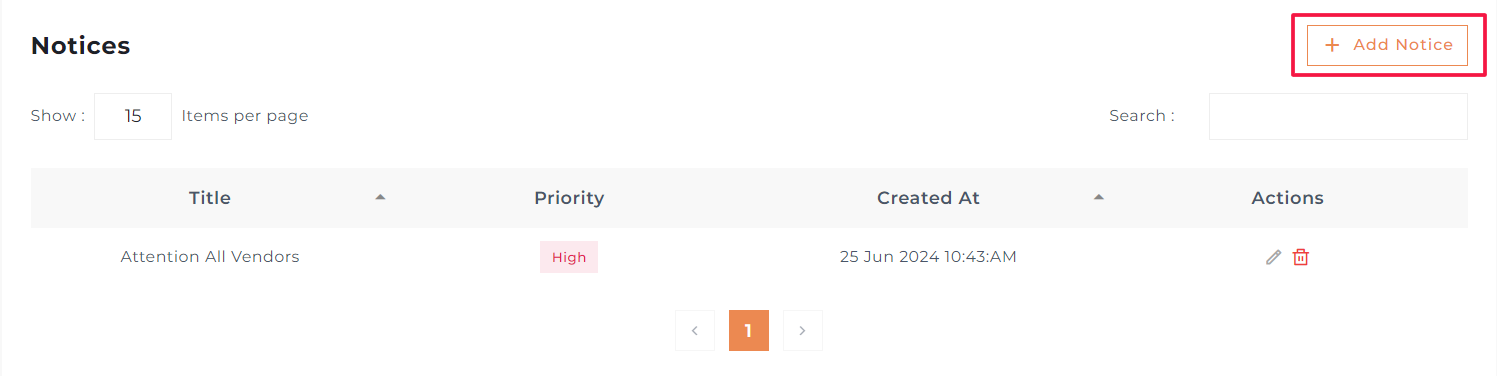 Notices
+ Add Notice
Show : 15 Items per page
Search :
Title Priority Created At Actions
Attention All Vendors High 25 Jun 2024 10:43:AM
< 1 >